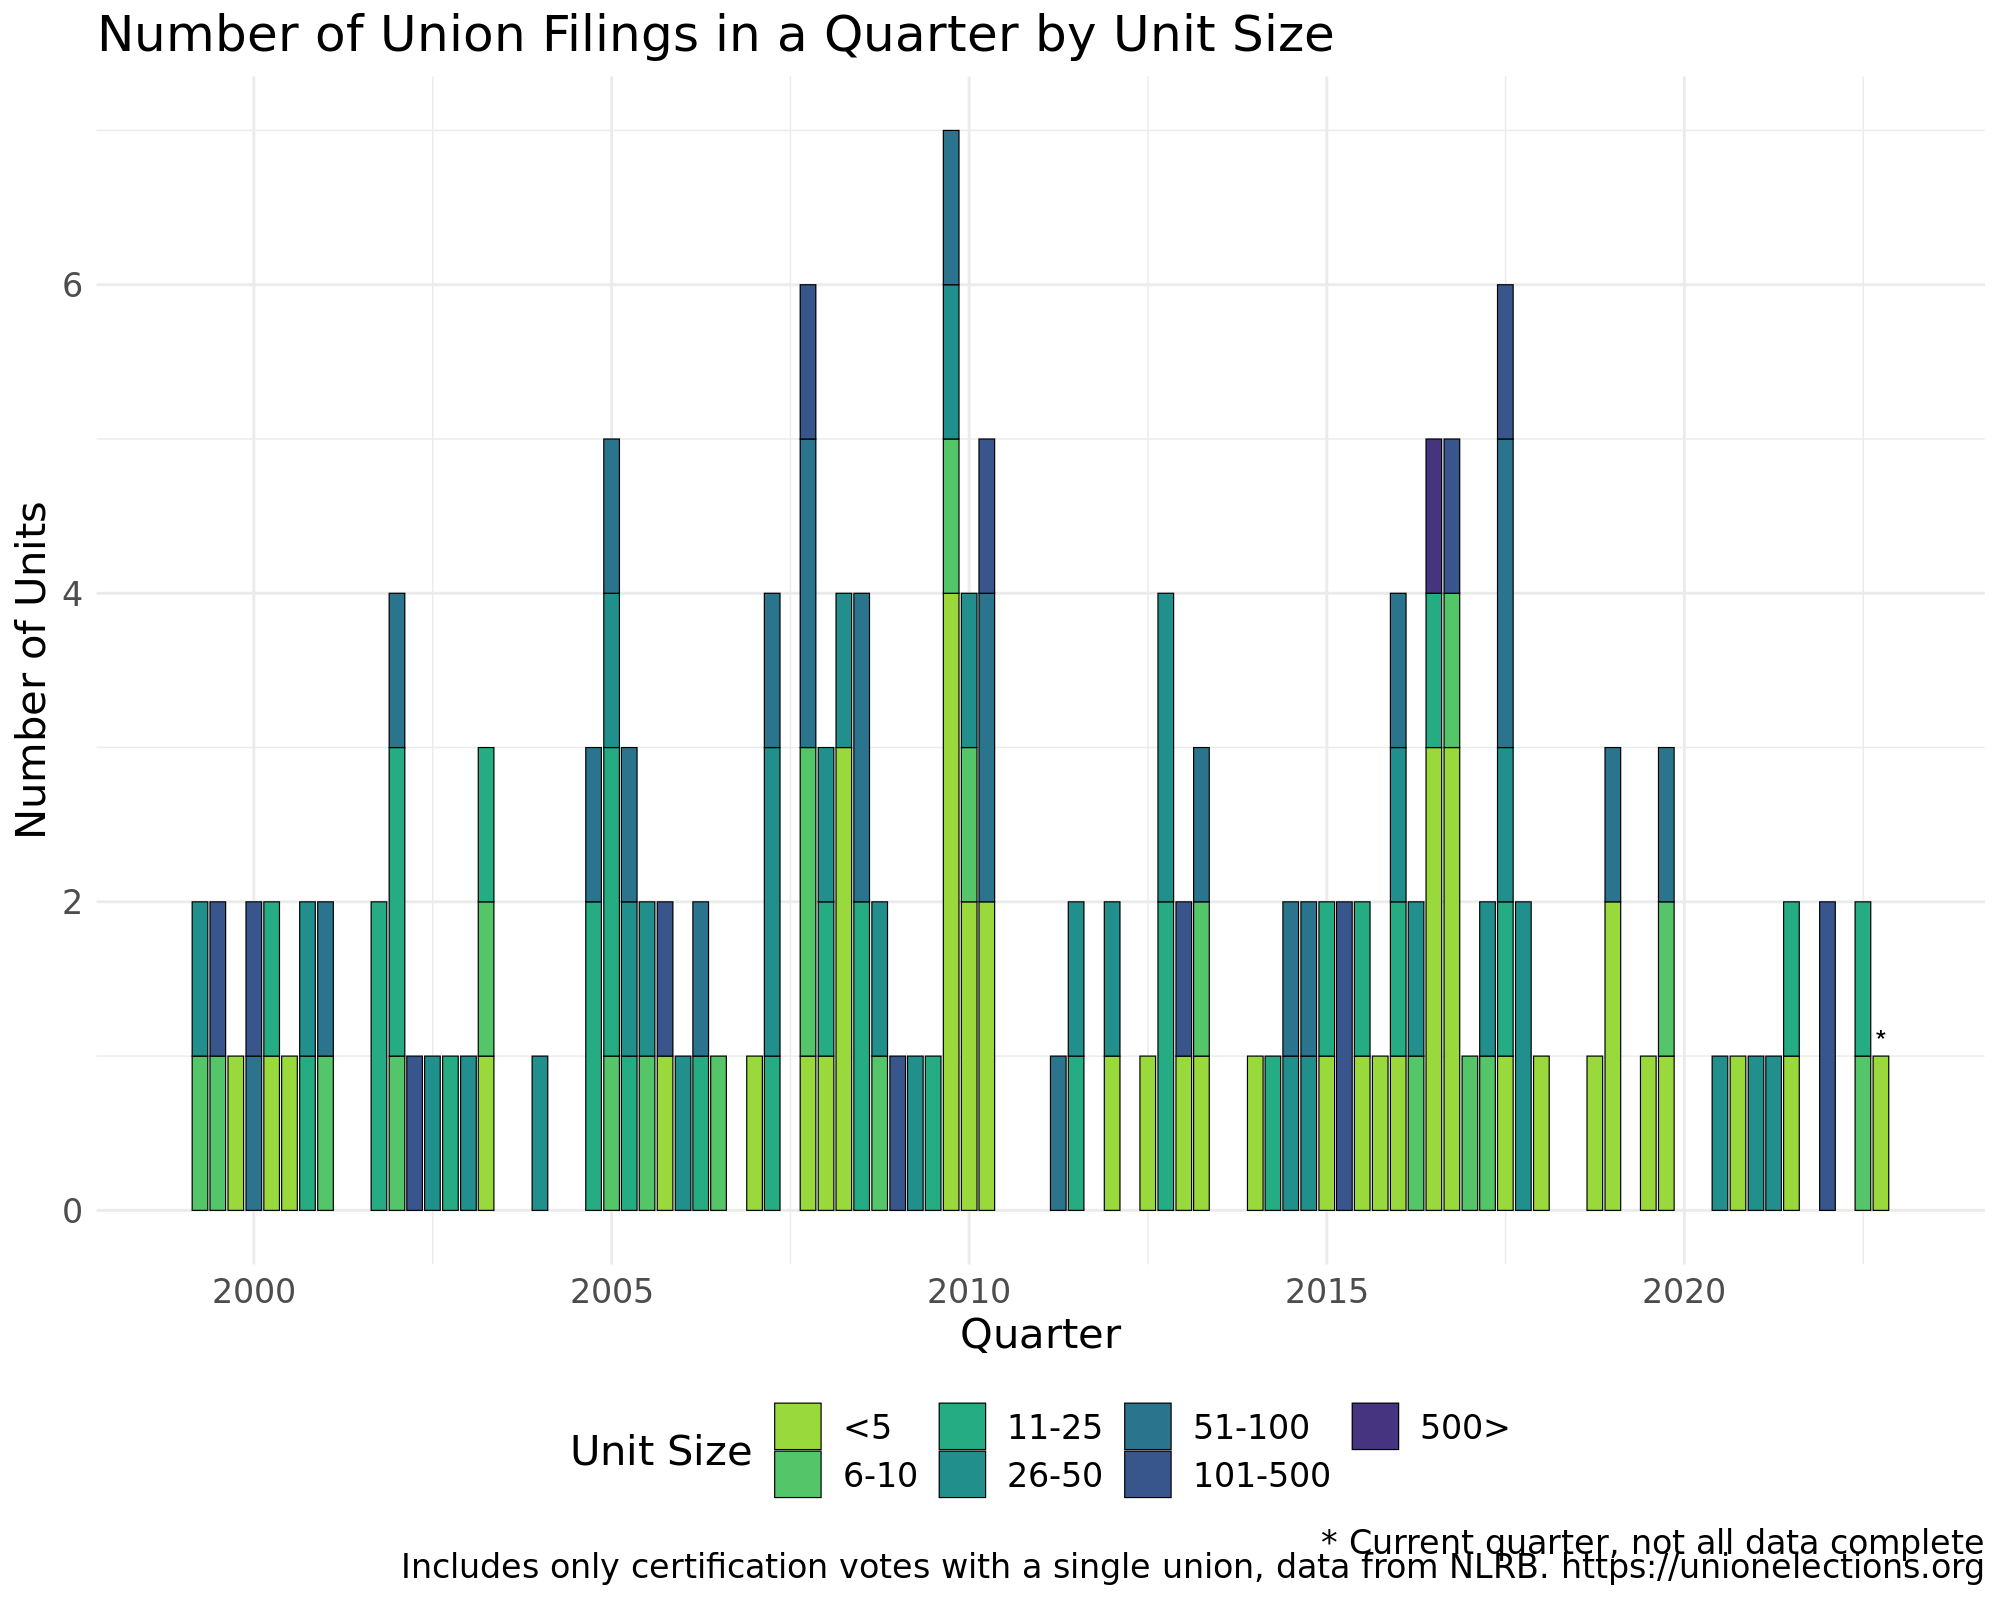 Number of Union Filings in a Quarter by Unit Size
Number of Units
6
4
2
0
*
2000 2005 2010 2015 2020
Quarter
Unit Size
<5 11-25 51-100 500>
6-10 26-50 101-500
* Current quarter, not all data complete
Includes only certification votes with a single union, data from NLRB. https://unionelections.org